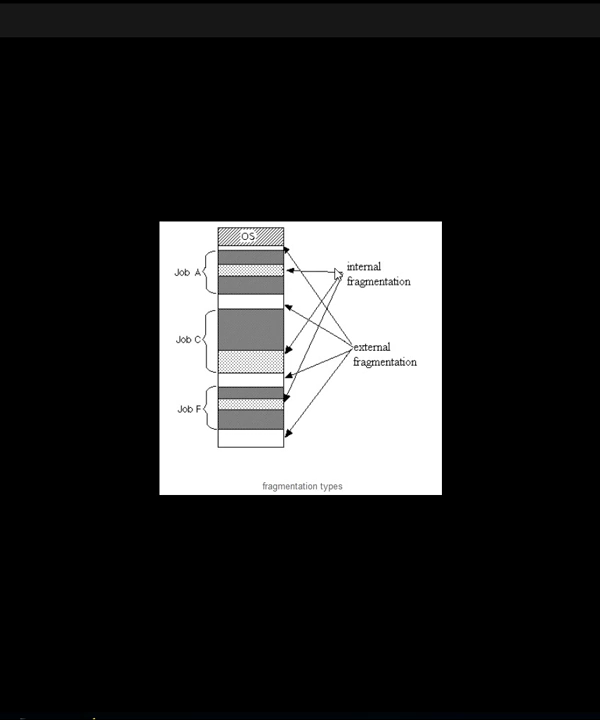 OS
Job A
internal
fragmentation
Job C
external
fragmentation
Job F
fragmentation types